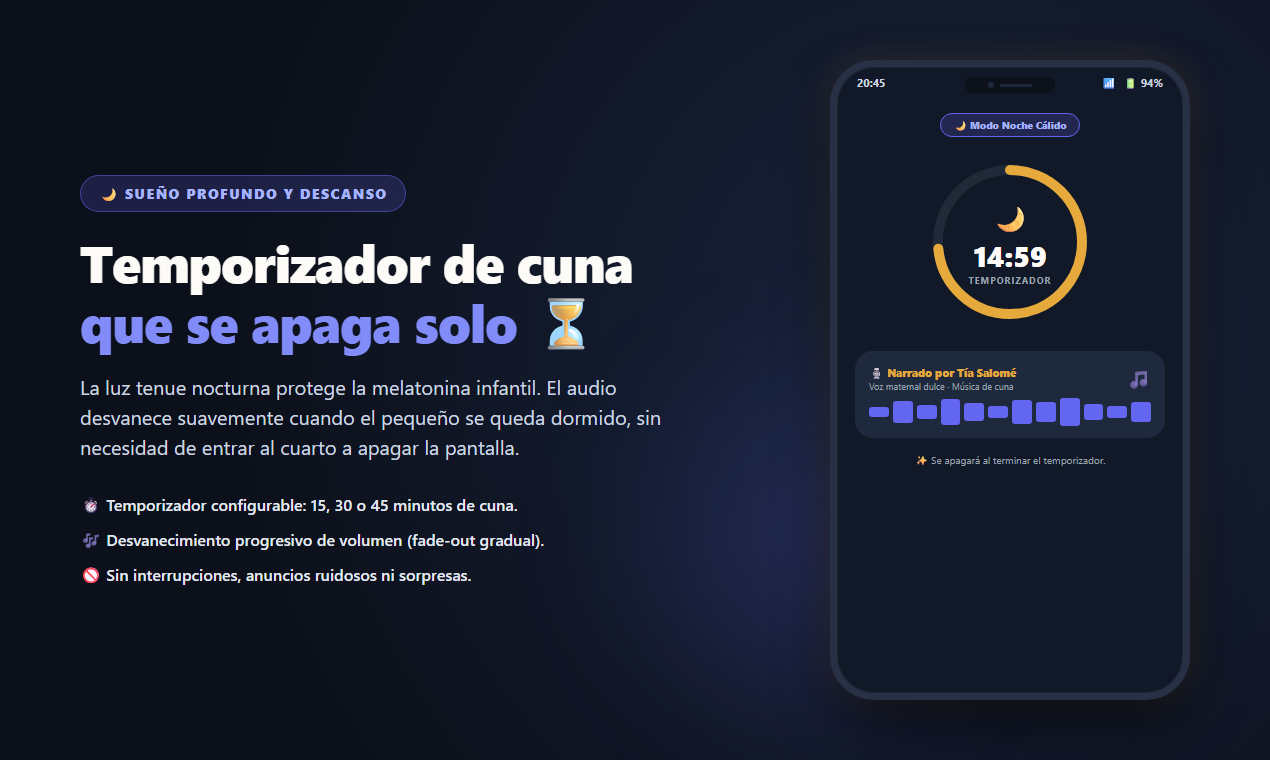 🌙 SUEÑO PROFUNDO Y DESCANSO
Temporizador de cuna
que se apaga solo ⏳
La luz tenue nocturna protege la melatonina infantil. El audio
desvanece suavemente cuando el pequeño se queda dormido, sin
necesidad de entrar al cuarto a apagar la pantalla.
⏱️ Temporizador configurable: 15, 30 o 45 minutos de cuna.
🎶 Desvanecimiento progresivo de volumen (fade-out gradual).
🚫 Sin interrupciones, anuncios ruidosos ni sorpresas.
20:45 📶 🔋 94%
🌙 Modo Noche Cálido
🌙
14:59
TEMPORIZADOR
🎙️ Narrado por Tía Salomé
Voz maternal dulce · Música de cuna
🎵
✨ Se apagará al terminar el temporizador.